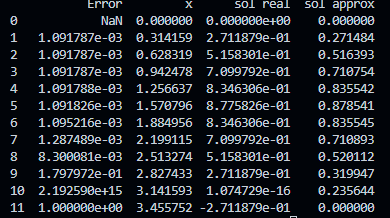 Error x sol real sol approx
0 NaN 0.000000 0.000000e+00 0.000000
1 1.091787e-03 0.314159 2.711879e-01 0.271484
2 1.091787e-03 0.628319 5.158301e-01 0.516393
3 1.091787e-03 0.942478 7.099792e-01 0.710754
4 1.091788e-03 1.256637 8.346306e-01 0.835542
5 1.091826e-03 1.570796 8.775826e-01 0.878541
6 1.095216e-03 1.884956 8.346306e-01 0.835545
7 1.287489e-03 2.199115 7.099792e-01 0.710893
8 8.300081e-03 2.513274 5.158301e-01 0.520112
9 1.797972e-01 2.827433 2.711879e-01 0.319947
10 2.192590e+15 3.141593 1.074729e-16 0.235644
11 1.000000e+00 3.455752 -2.711879e-01 0.000000